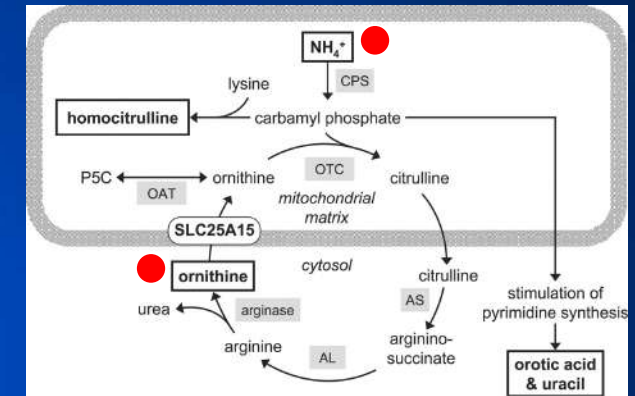 NH4+
CPS
lysine
homocitrulline
carbamyl phosphate
P5C
OAT
ornithine
OTC
citrulline
mitochondrial
matrix
SLC25A15
ornithine
cytosol
citrulline
urea
arginase
AS
stimulation of
pyrimidine synthesis
arginine
AL
arginino-
succinate
orotic acid
& uracil